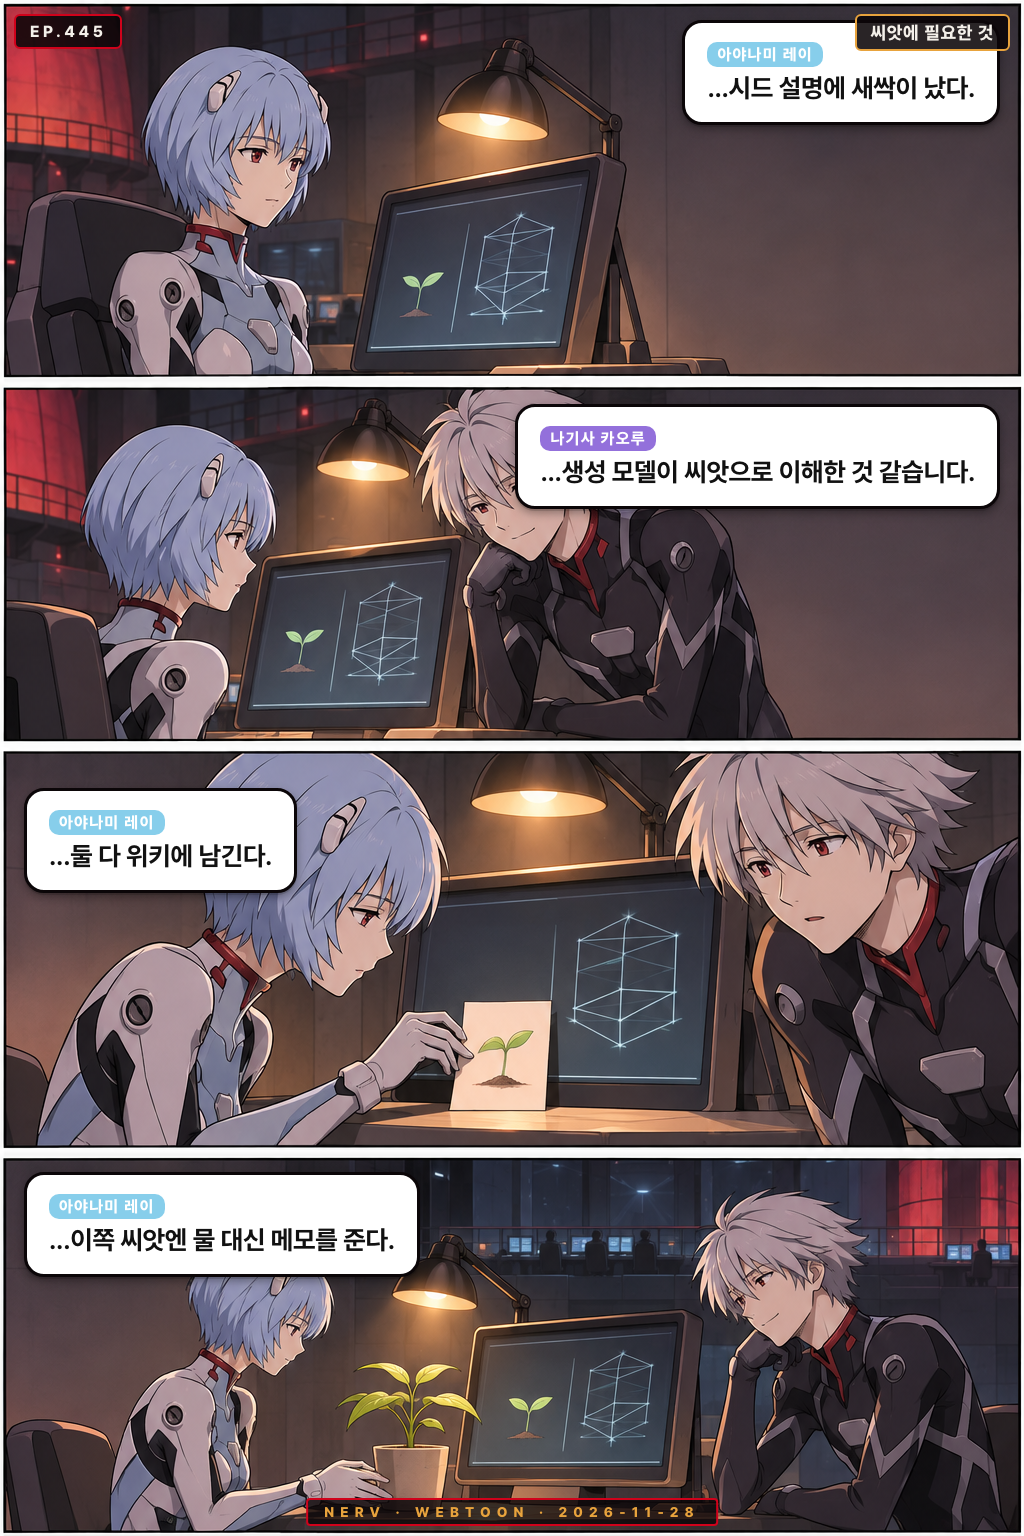 EP.445
씨앗에 필요한 것
아야나미 레이
...시드 설명에 새싹이 났다.
나기사 카오루
...생성 모델이 씨앗으로 이해한 것 같습니다.
아야나미 레이
...둘 다 위키에 남긴다.
아야나미 레이
...이쪽 씨앗엔 물 대신 메모를 준다.
NERV · WEBTOON · 2026-11-28